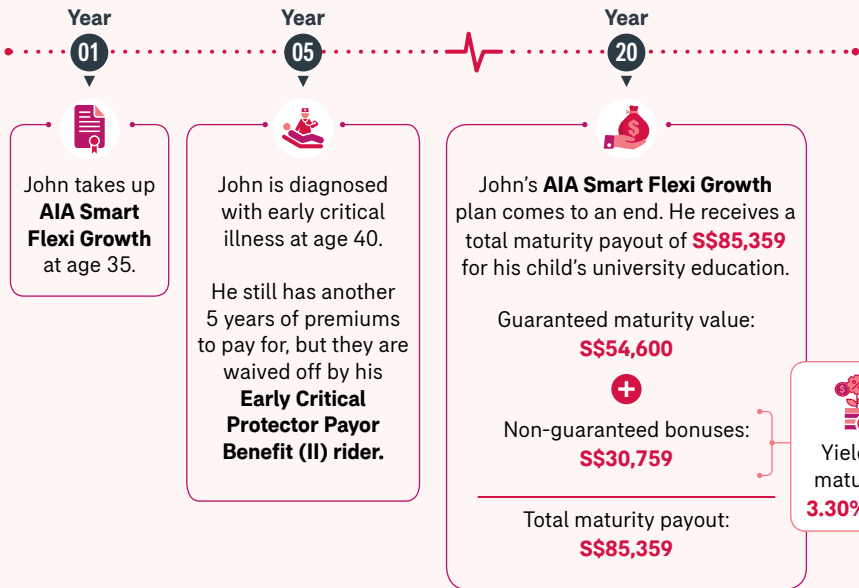 Year
01
Year
05
Year
20
John takes up
AIA Smart
Flexi Growth
at age 35.
John is diagnosed
with early critical
illness at age 40.
He still has another
5 years of premiums
to pay for, but they are
waived off by his
Early Critical
Protector Payor
Benefit (II) rider.
John’s AIA Smart Flexi Growth
plan comes to an end. He receives a
total maturity payout of S$85,359
for his child’s university education.
Guaranteed maturity value:
S$54,600
Non-guaranteed bonuses:
S$30,759
Total maturity payout:
S$85,359
3.30%